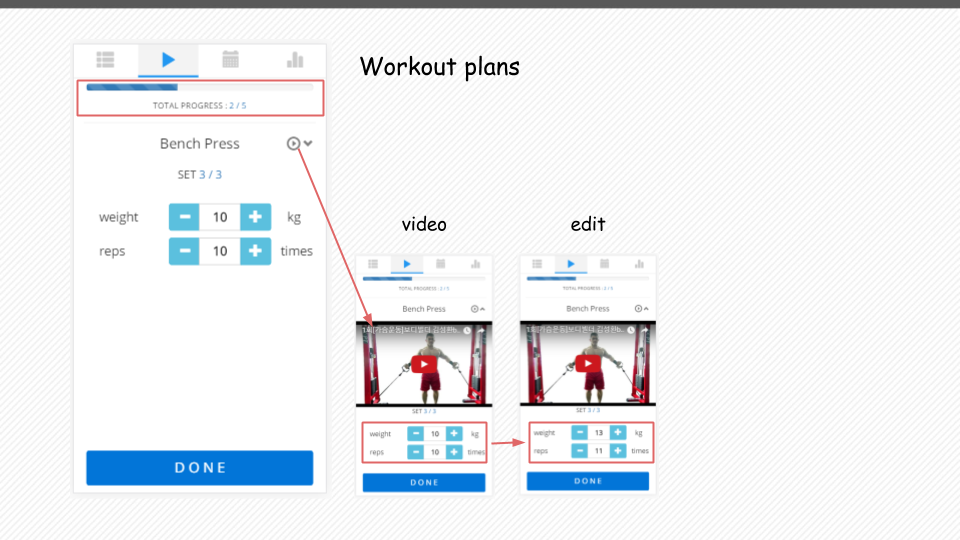 Workout plans
TOTAL PROGRESS : 2 / 5
Bench Press
SET 3 / 3
weight 10 kg
reps 10 times
DONE
video
TOTAL PROGRESS : 2 / 5
Bench Press
SET 3 / 3
weight 10 kg
reps 10 times
DONE
edit
TOTAL PROGRESS : 2 / 5
Bench Press
SET 3 / 3
weight 13 kg
reps 11 times
DONE